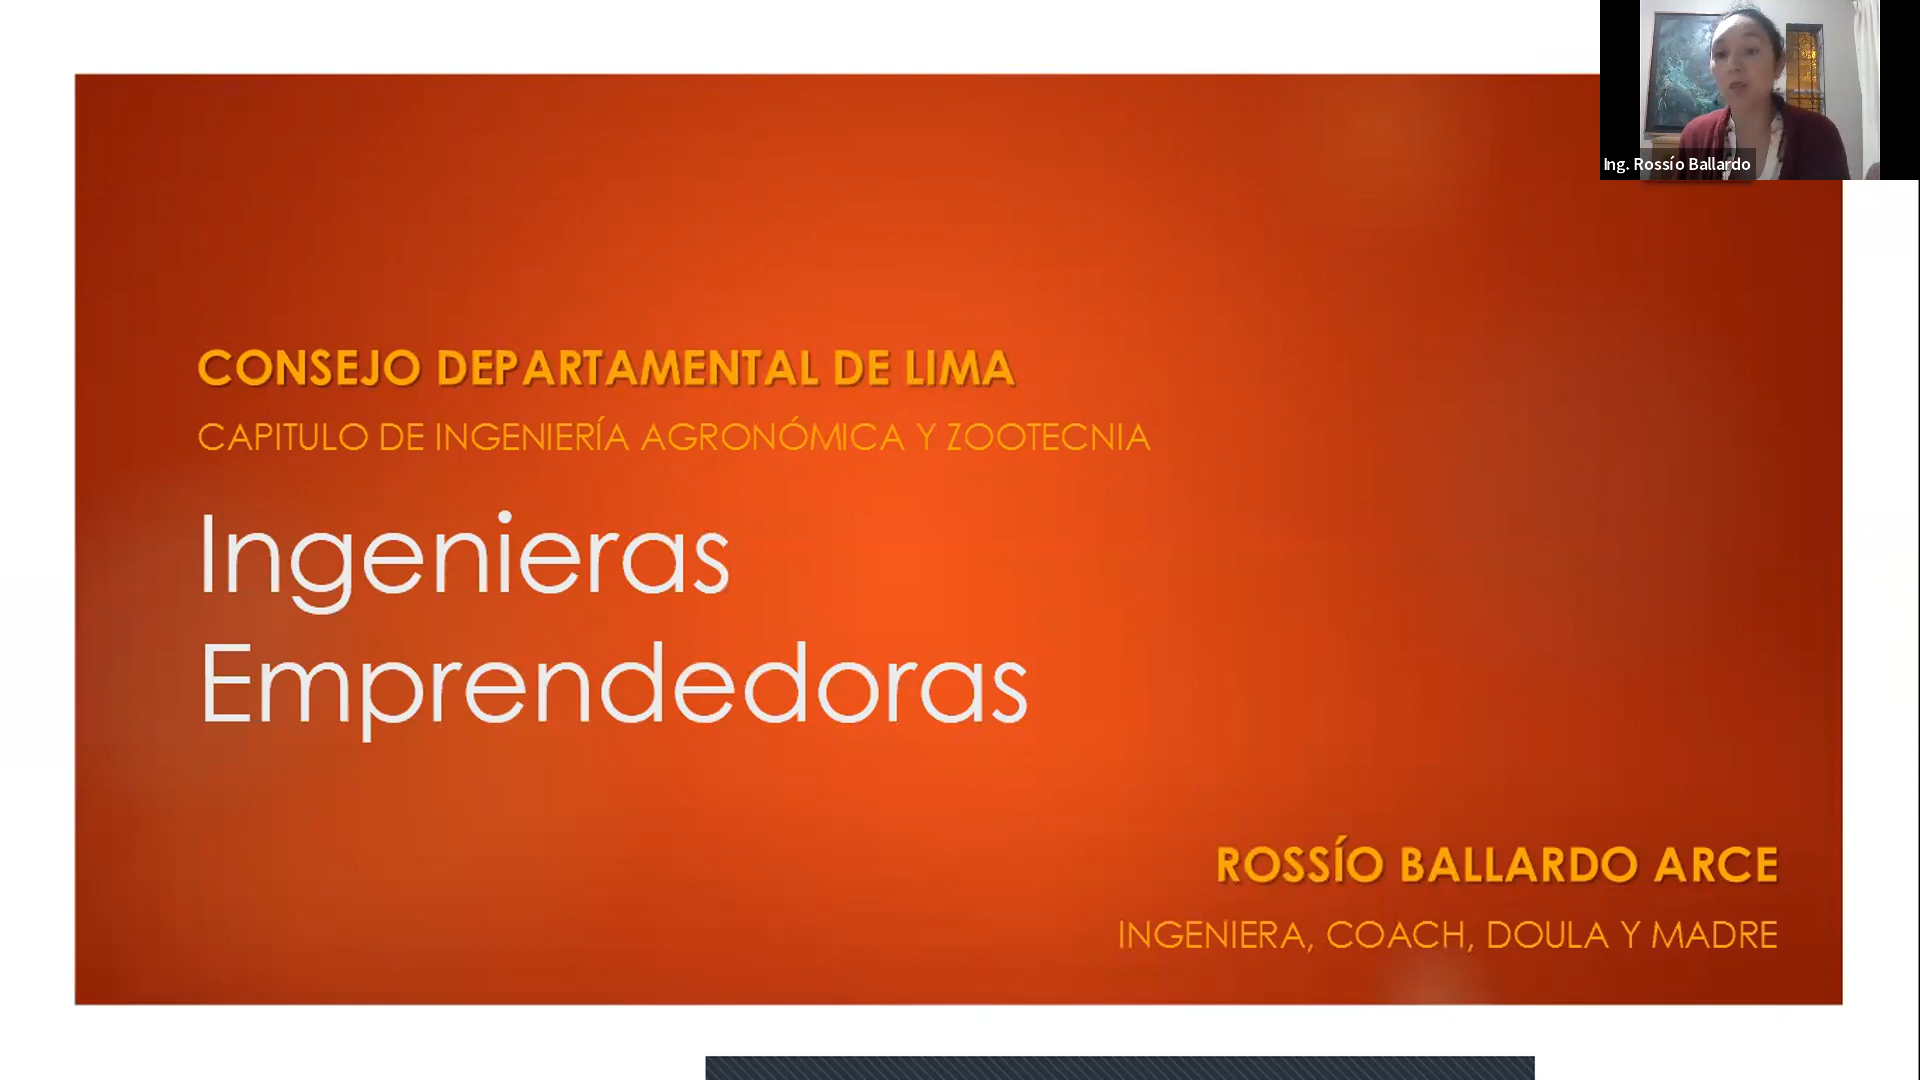 Ing. Rossío Ballardo
CONSEJO DEPARTAMENTAL DE LIMA
CAPITULO DE INGENIERÍA AGRONÓMICA Y ZOOTECNIA
Ingenieras
Emprendedoras
ROSSÍO BALLARDO ARCE
INGENIERA, COACH, DOULA Y MADRE